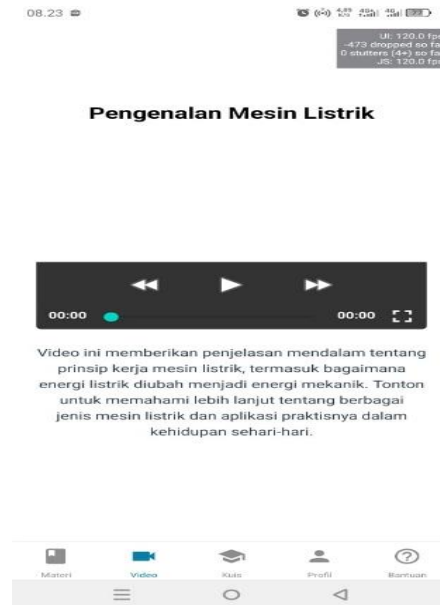 08.23
UI: 120.0 fps
-473 dropped so far
0 stutters (4+) so far
JS: 120.0 fps
Pengenalan Mesin Listrik
00:00
00:00
Video ini memberikan penjelasan mendalam tentang
prinsip kerja mesin listrik, termasuk bagaimana
energi listrik diubah menjadi energi mekanik. Tonton
untuk memahami lebih lanjut tentang berbagai
jenis mesin listrik dan aplikasi praktisnya dalam
kehidupan sehari-hari.
Materi
Video
Kuis
Profil
Bantuan